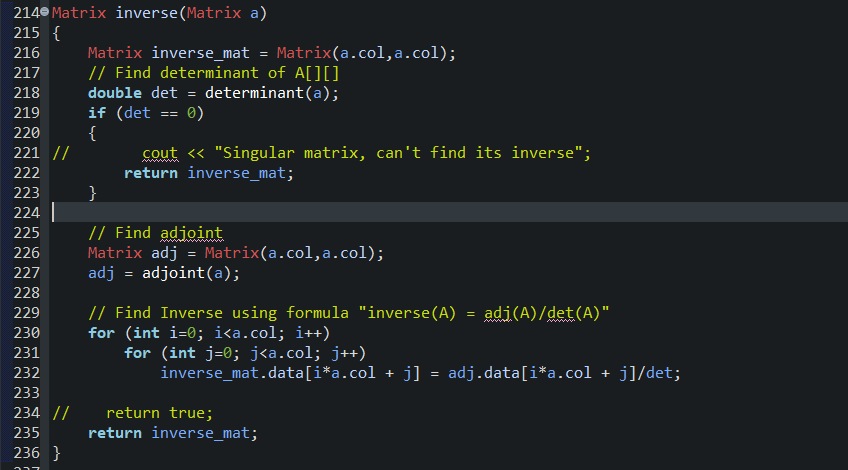 214 Matrix inverse(Matrix a)
215 {
216     Matrix inverse_mat = Matrix(a.col,a.col);
217     // Find determinant of A[][]
218     double det = determinant(a);
219     if (det == 0)
220     {
221 //        cout << "Singular matrix, can't find its inverse";
222         return inverse_mat;
223     }
224
225     // Find adjoint
226     Matrix adj = Matrix(a.col,a.col);
227     adj = adjoint(a);
228
229     // Find Inverse using formula "inverse(A) = adj(A)/det(A)"
230     for (int i=0; i<a.col; i++)
231         for (int j=0; j<a.col; j++)
232             inverse_mat.data[i*a.col + j] = adj.data[i*a.col + j]/det;
233
234 //    return true;
235     return inverse_mat;
236 }